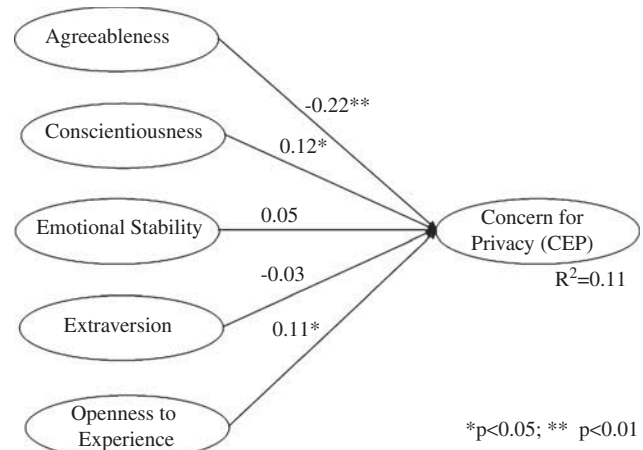 Agreeableness
-0.22**
Conscientiousness
0.12*
Emotional Stability
0.05
Concern for
Privacy (CEP)
R²=0.11
-0.03
Extraversion
0.11*
Openness to
Experience
*p<0.05; ** p<0.01